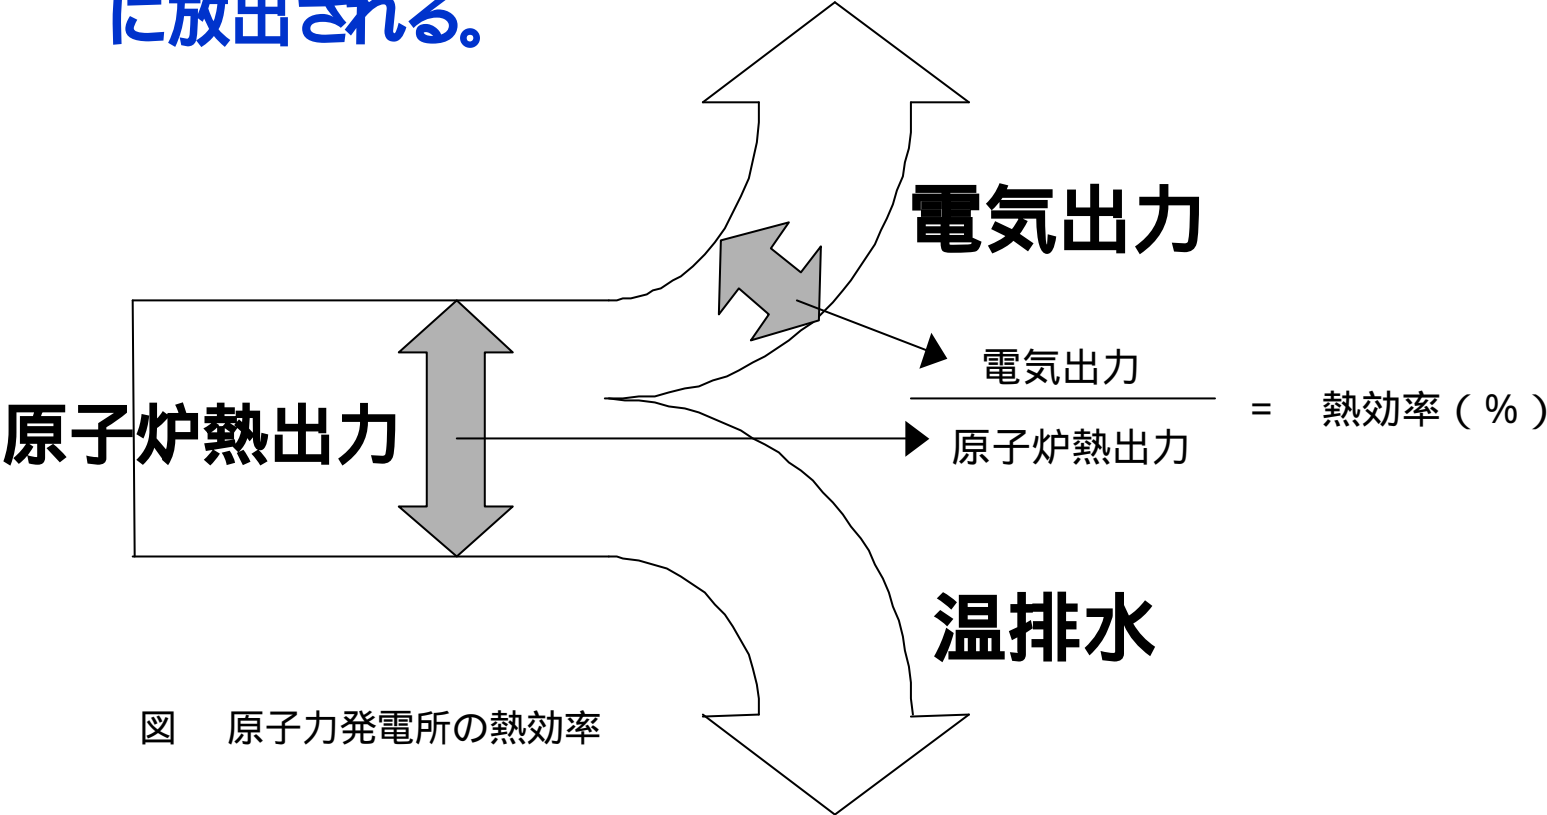 に放出される。
電気出力
電気出力
原子炉熱出力
= 熱効率(%)
原子炉熱出力
温排水
図 原子力発電所の熱効率